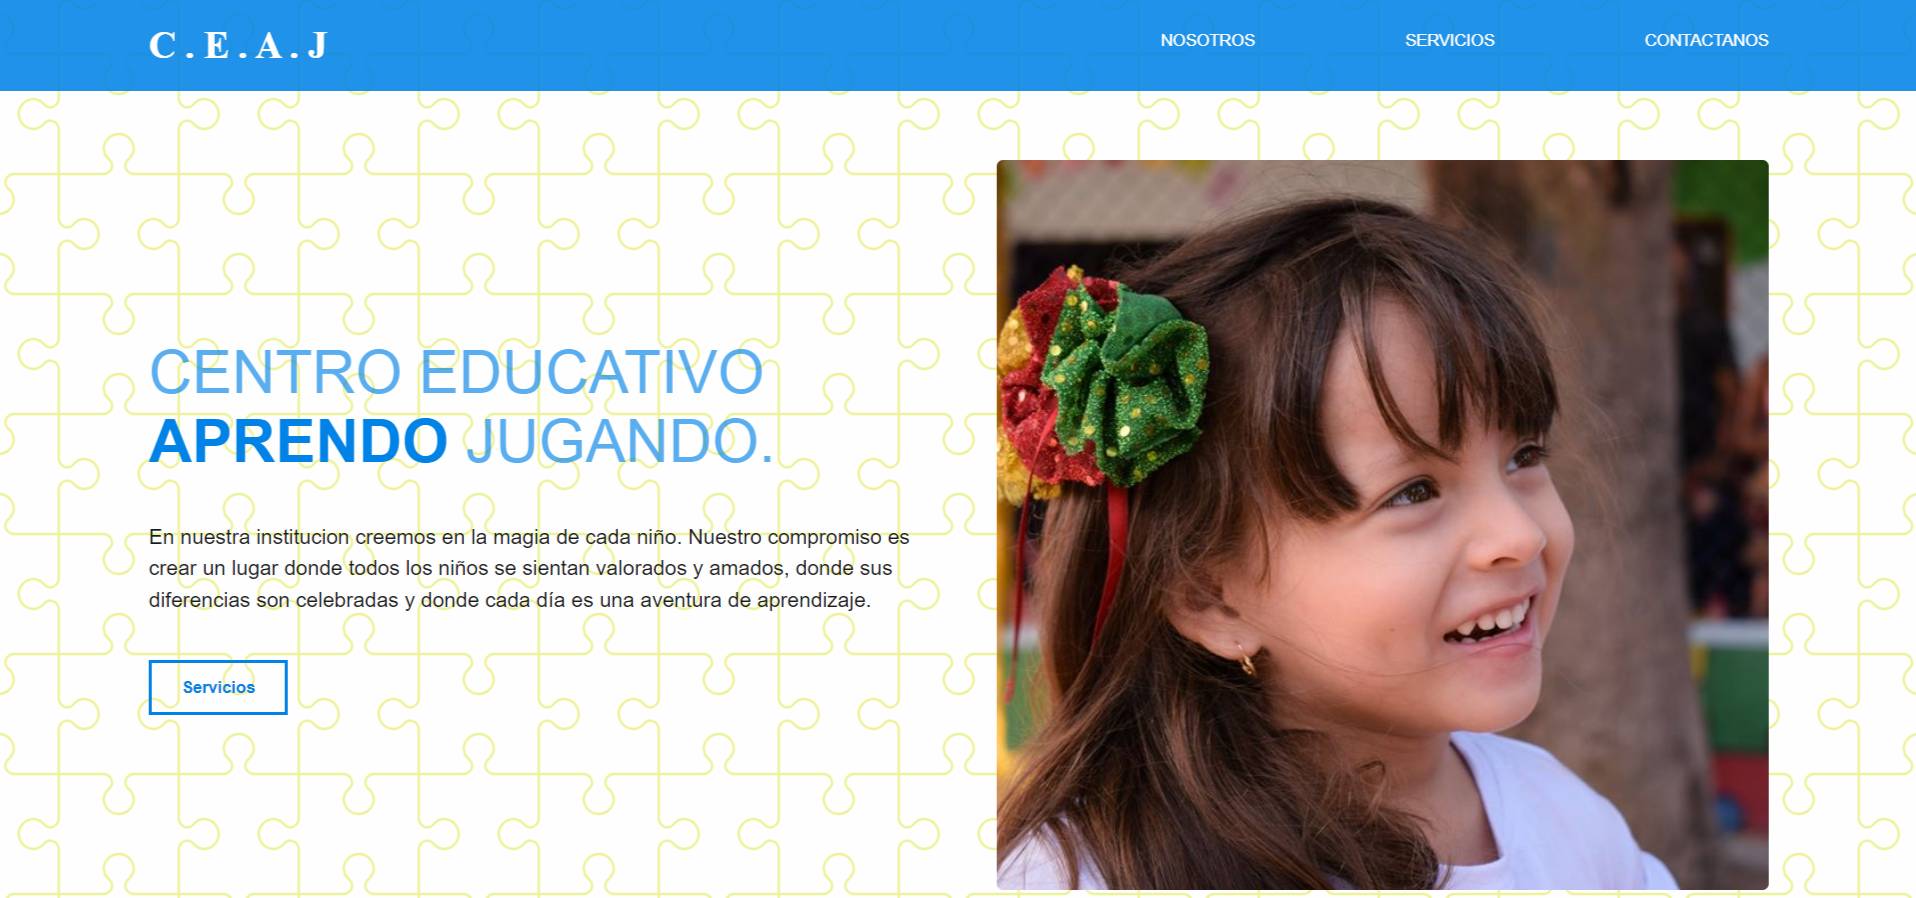 C.E.A.J
NOSOTROS
SERVICIOS
CONTACTANOS
CENTRO EDUCATIVO
APRENDO JUGANDO.
En nuestra institucion creemos en la magia de cada niño. Nuestro compromiso es
crear un lugar donde todos los niños se sientan valorados y amados, donde sus
diferencias son celebradas y donde cada día es una aventura de aprendizaje.
Servicios